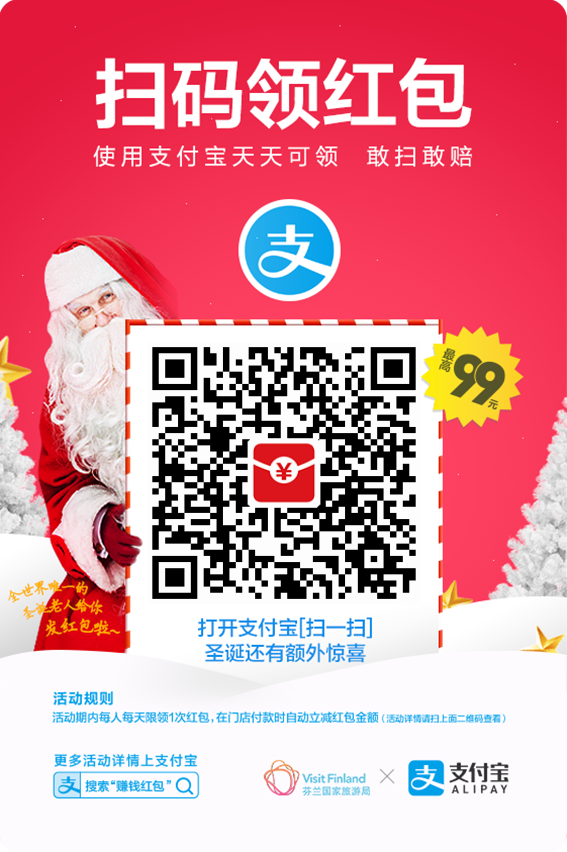 扫码领红包
使用支付宝天天可领 敢扫敢赔
支
最高99元
¥
全世界唯一的
圣诞老人给你
发红包啦~
打开支付宝[扫一扫]
圣诞还有额外惊喜
活动规则
活动期内每人每天限领1次红包,在门店付款时自动立减红包金额(活动详情请扫上面二维码查看)
更多活动详情上支付宝
支 搜索“赚钱红包”
Visit Finland
芬兰国家旅游局
×
支 支付宝
ALIPAY